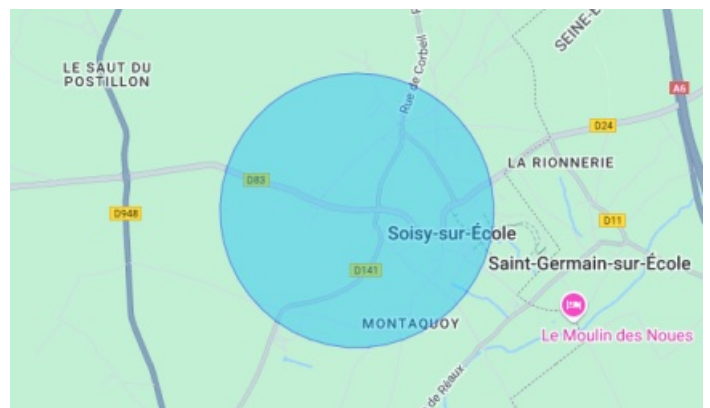 SEINE-E
Rue de Corbeil
LE SAUT DU
POSTILLON
A6
D24
LA RIONNERIE
D83
D948
D11
Soisy-sur-École
Saint-Germain-sur-École
D141
MONTAQUOY
Le Moulin des Noues
de Réaux